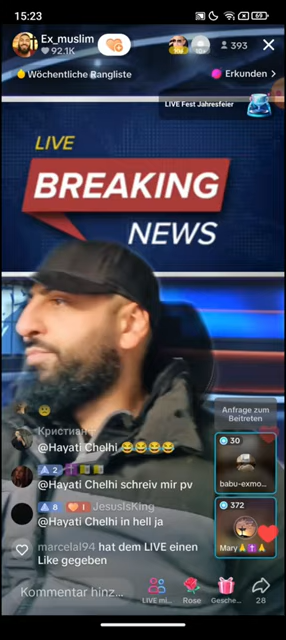 15:23
69
Ex_muslim
92.1K
393
Wöchentliche Rangliste
Erkunden >
LIVE Fest Jahresfeier
LIVE
BREAKING
NEWS
Anfrage zum
Beitreten
30
babu-exmo...
372
Mary
Кристиан
@Hayati Chelhi
2
@Hayati Chelhi schreiv mir pv
8 1 JesusIsKing
@Hayati Chelhi in hell ja
marcelal94 hat dem LIVE einen
Like gegeben
Kommentar hinz...
LIVE mi...
Rose
Gesche...
28